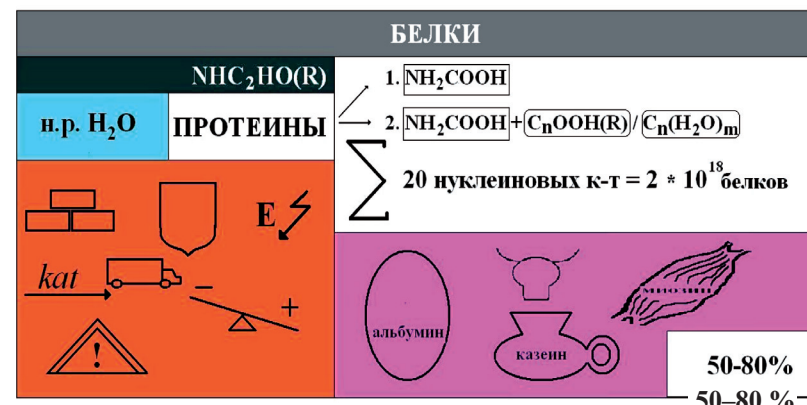 БЕЛКИ
NHC₂HO(R)
н.р. H₂O
ПРОТЕИНЫ
1. NH₂COOH
2. NH₂COOH + CₙOOH(R) / Cₙ(H₂O)ₘ
∑ 20 нуклеиновых к-т = 2 * 10¹⁸ белков
E
kat
− +
!
альбумин
казеин
миозин
50-80%
50–80 %